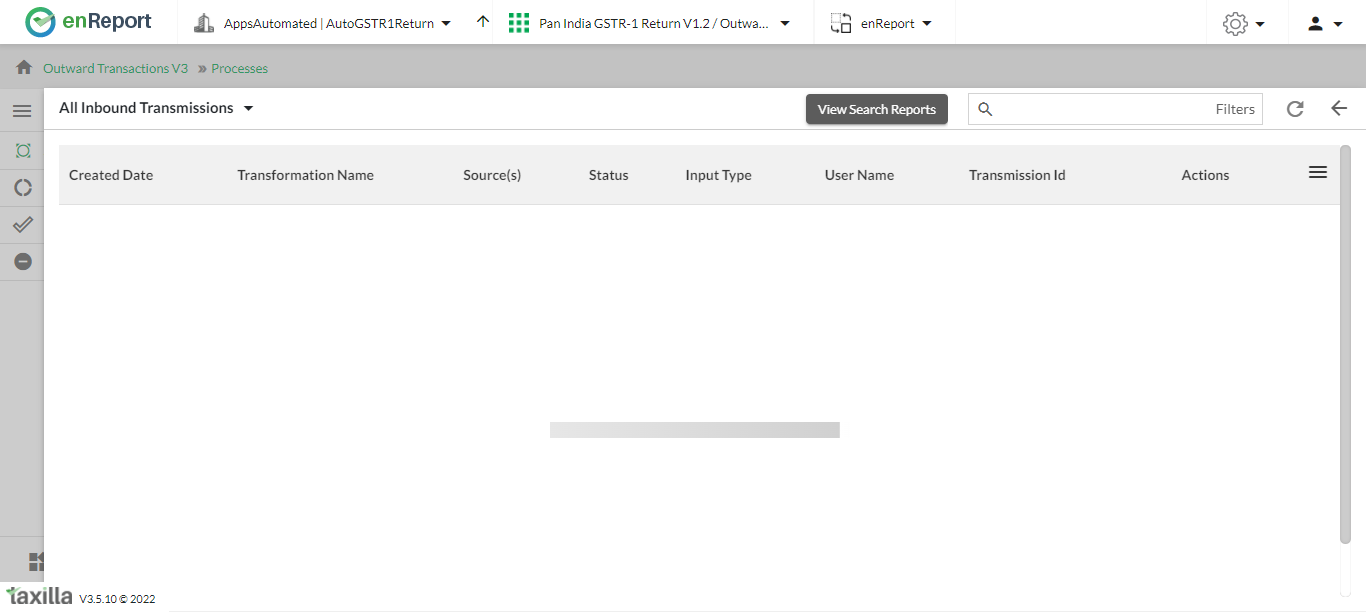 enReport
AppsAutomated | AutoGSTR1Return
Pan India GSTR-1 Return V1.2 / Outwa...
enReport
Outward Transactions V3 » Processes
All Inbound Transmissions
View Search Reports
Filters
Created Date Transformation Name Source(s) Status Input Type User Name Transmission Id Actions
taxilla V3.5.10 © 2022